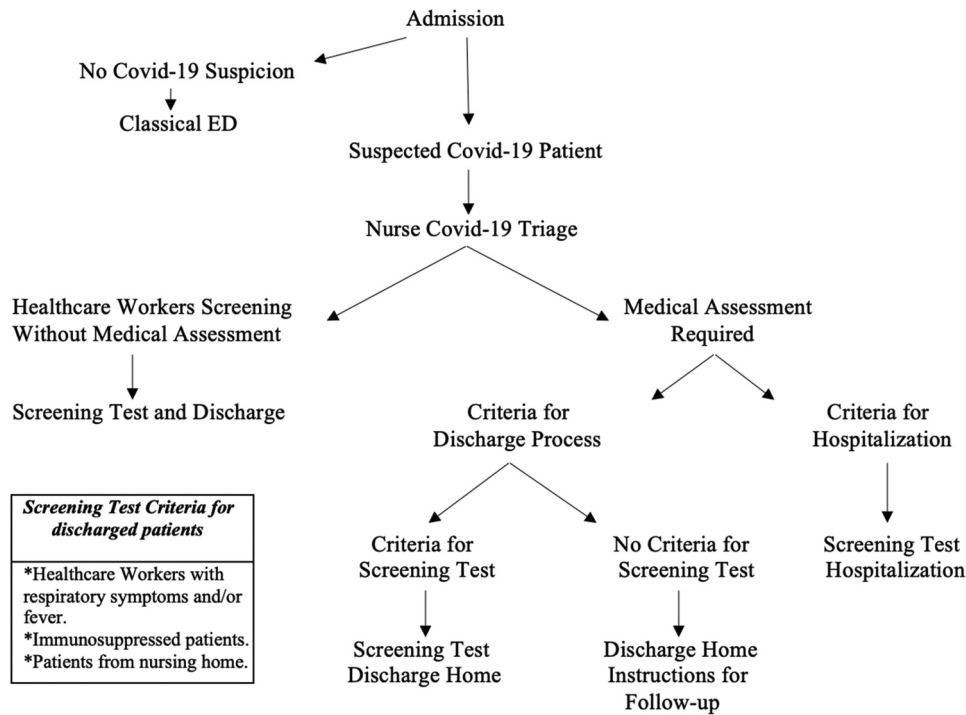 Admission
No Covid-19 Suspicion
Classical ED
Suspected Covid-19 Patient
Nurse Covid-19 Triage
Healthcare Workers Screening
Without Medical Assessment
Medical Assessment
Required
Screening Test and Discharge
Criteria for
Discharge Process
Criteria for
Hospitalization
Screening Test Criteria for
discharged patients
*Healthcare Workers with
respiratory symptoms and/or
fever.
*Immunosuppressed patients.
*Patients from nursing home.
Criteria for
Screening Test
No Criteria for
Screening Test
Screening Test
Hospitalization
Screening Test
Discharge Home
Discharge Home
Instructions for
Follow-up